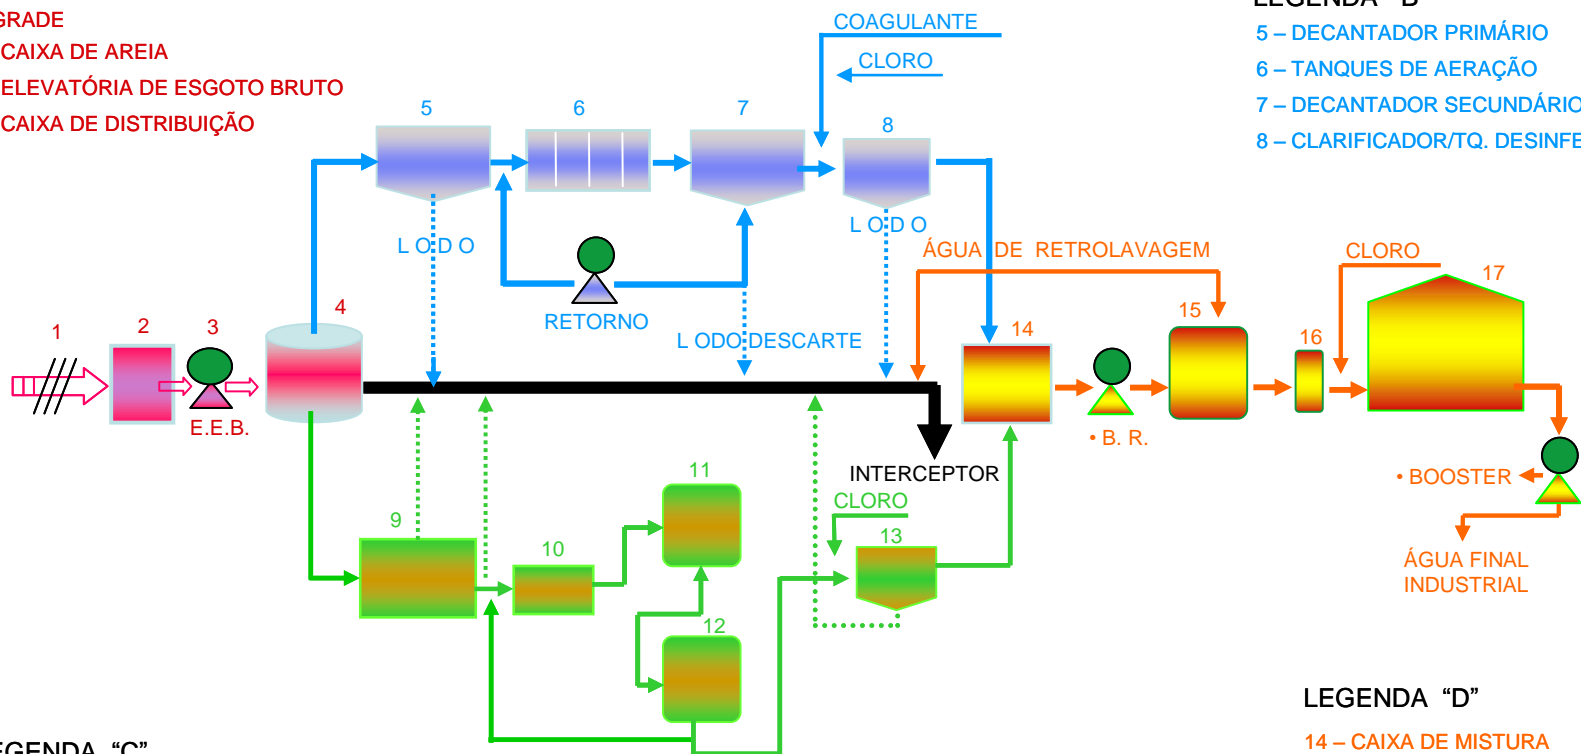 GRADE
CAIXA DE AREIA
ELEVATÓRIA DE ESGOTO BRUTO
CAIXA DE DISTRIBUIÇÃO
COAGULANTE
CLORO
LEGENDA "B"
5 – DECANTADOR PRIMÁRIO
6 – TANQUES DE AERAÇÃO
7 – DECANTADOR SECUNDÁRIO
8 – CLARIFICADOR/TQ. DESINFE
5
6
7
8
L O D O
L O D O
RETORNO
L ODO DESCARTE
ÁGUA DE RETROLAVAGEM
CLORO
1
2
3
4
E.E.B.
14
15
16
17
• B. R.
INTERCEPTOR
• BOOSTER
ÁGUA FINAL
INDUSTRIAL
9
10
11
12
CLORO
13
LEGENDA “D”
14 – CAIXA DE MISTURA
EGENDA “C”